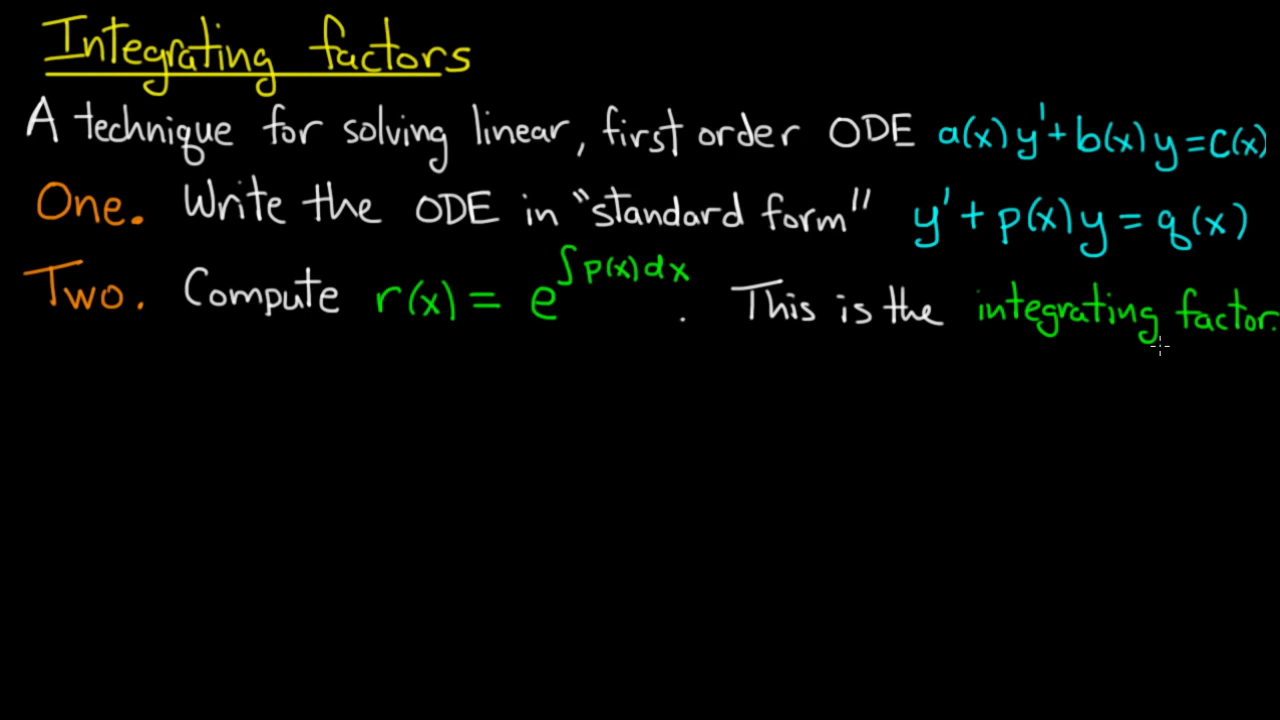 Integrating factors
A technique for solving linear, first order ODE a(x)y'+b(x)y=c(x)
One. Write the ODE in "standard form" y'+p(x)y=q(x)
Two. Compute r(x) = e^∫p(x)dx. This is the integrating factor.